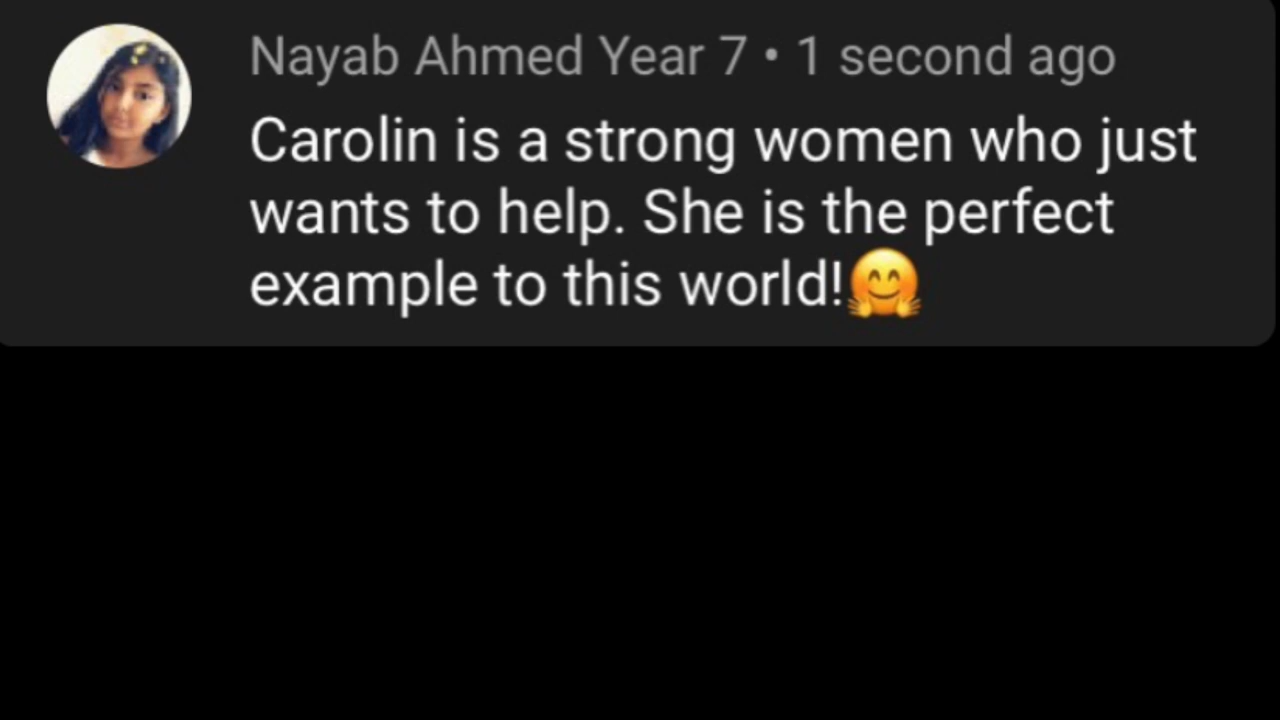 Nayab Ahmed Year 7 • 1 second ago
Carolin is a strong women who just
wants to help. She is the perfect
example to this world!🤗